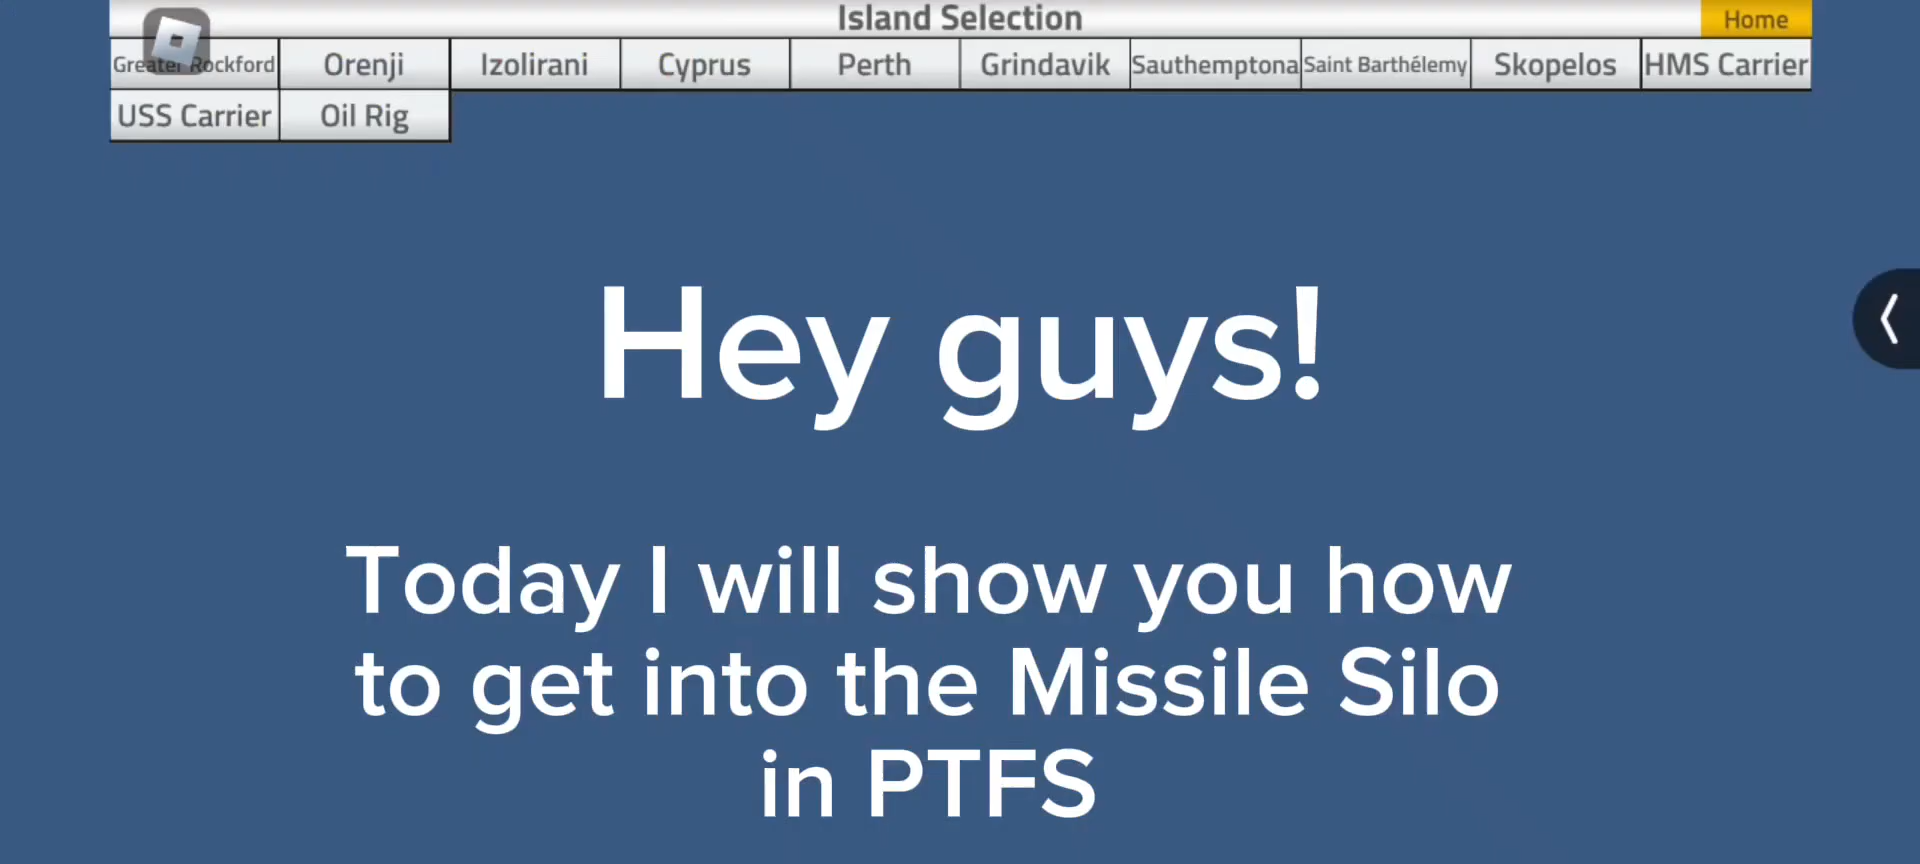 Island Selection
Home
Greater Rockford
Orenji
Izolirani
Cyprus
Perth
Grindavik
Sauthemptona
Saint Barthélemy
Skopelos
HMS Carrier
USS Carrier
Oil Rig
Hey guys!
Today I will show you how
to get into the Missile Silo
in PTFS